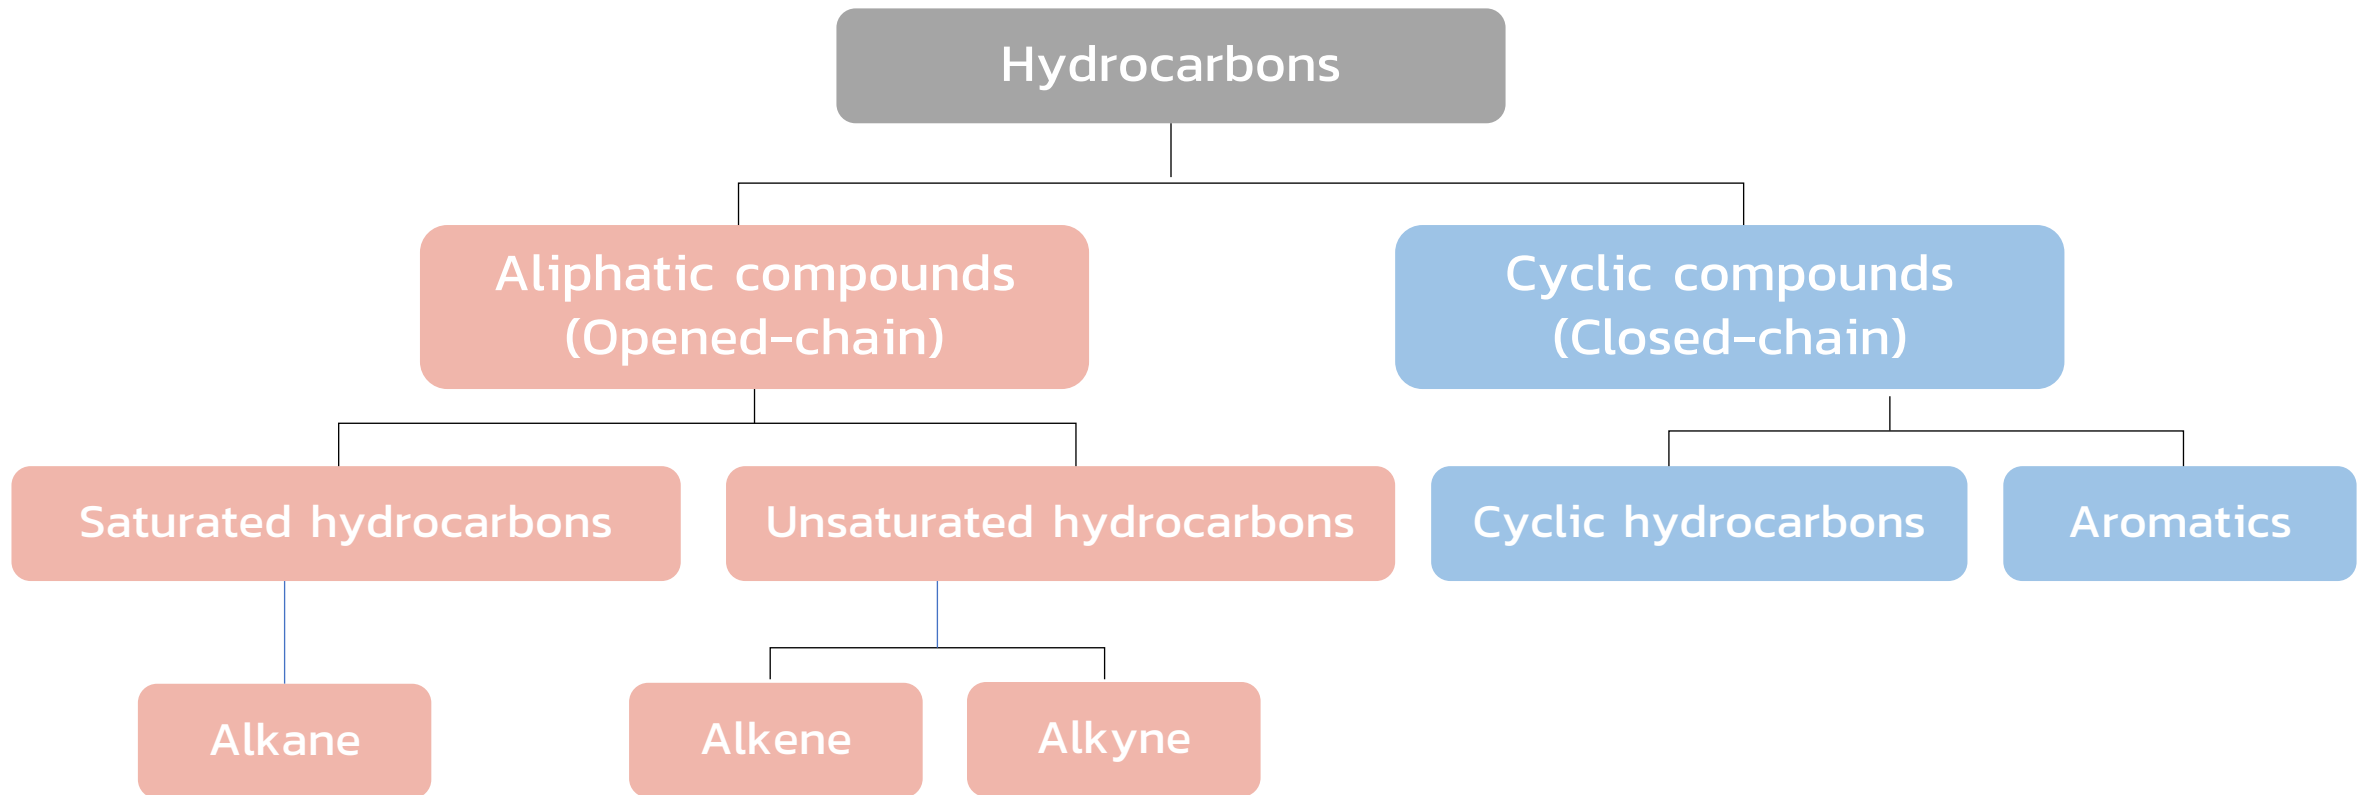 Hydrocarbons
Aliphatic compounds
(Opened-chain)
Cyclic compounds
(Closed-chain)
Saturated hydrocarbons
Unsaturated hydrocarbons
Cyclic hydrocarbons
Aromatics
Alkane
Alkene
Alkyne